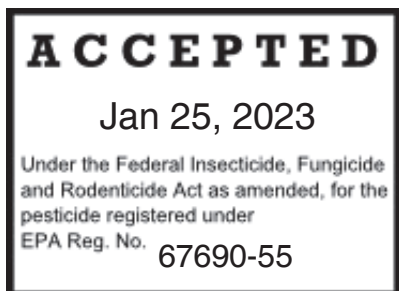 ACCEPTED
Jan 25, 2023
Under the Federal Insecticide, Fungicide
and Rodenticide Act as amended, for the
pesticide registered under
EPA Reg. No. 67690-55